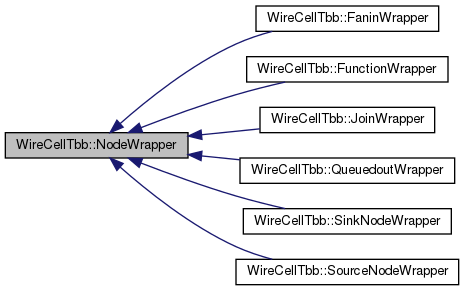 WireCellTbb::FaninWrapper
WireCellTbb::FunctionWrapper
WireCellTbb::JoinWrapper
WireCellTbb::NodeWrapper
WireCellTbb::QueuedoutWrapper
WireCellTbb::SinkNodeWrapper
WireCellTbb::SourceNodeWrapper